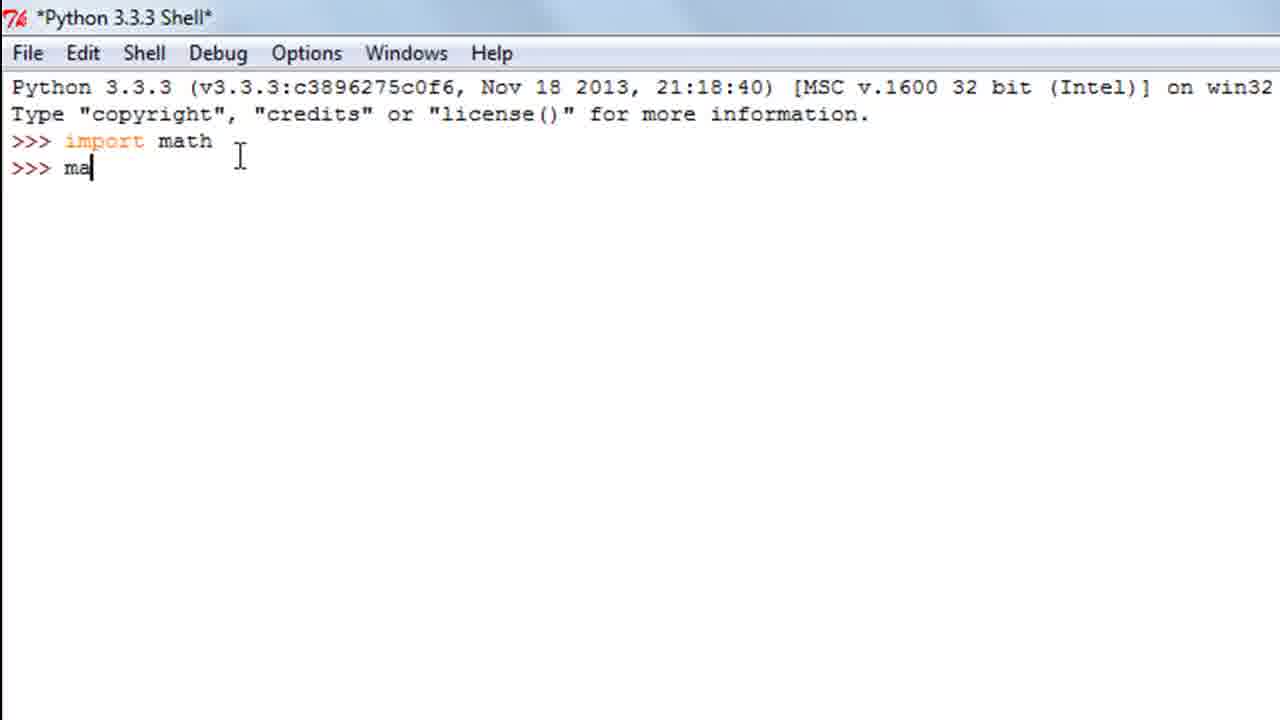 *Python 3.3.3 Shell*
File Edit Shell Debug Options Windows Help
Python 3.3.3 (v3.3.3:c3896275c0f6, Nov 18 2013, 21:18:40) [MSC v.1600 32 bit (Intel)] on win32
Type "copyright", "credits" or "license()" for more information.
>>> import math
>>> ma